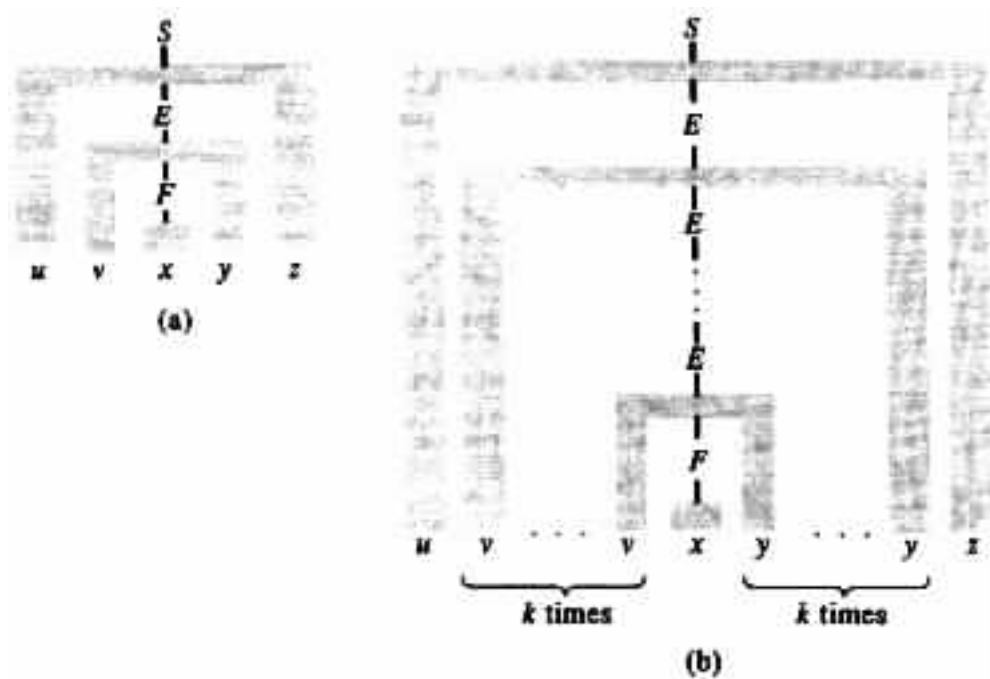 S
E
F
u v x y z
(a)
S
E
E
. . .
E
F
u v . . . . v x y . . . . y z
k times k times
(b)